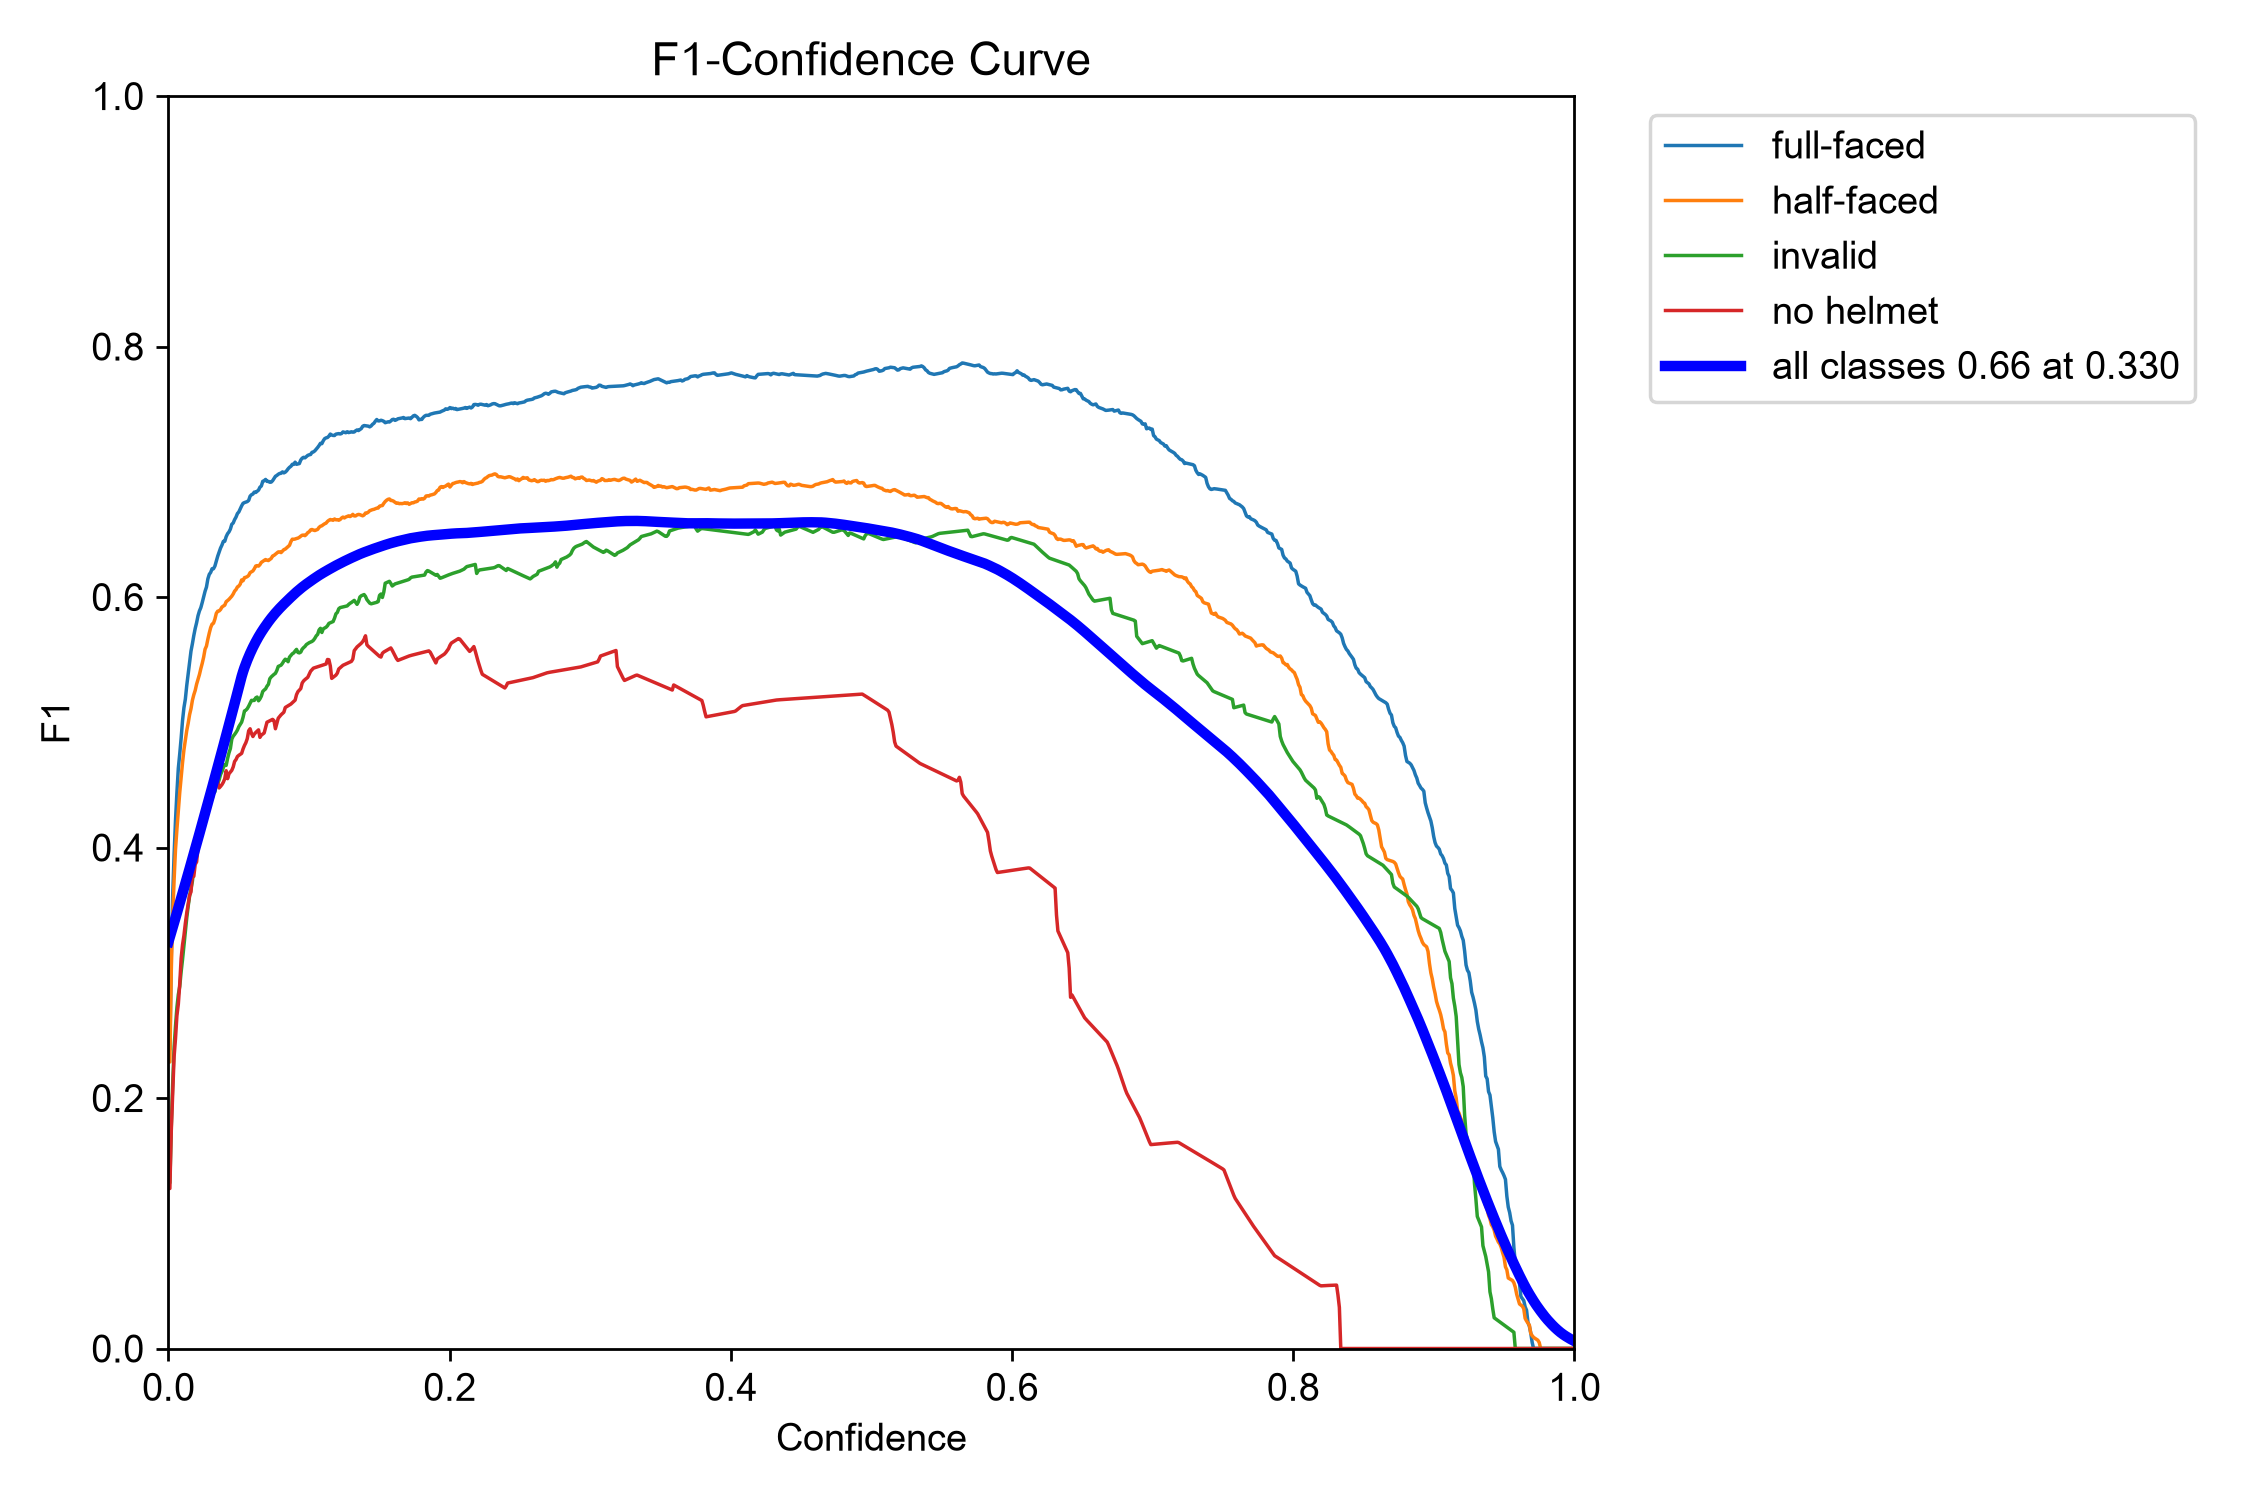 F1-Confidence Curve
1.0
0.8
0.6
0.4
0.2
0.0
F1
0.0 0.2 0.4 0.6 0.8 1.0
Confidence
full-faced
half-faced
invalid
no helmet
all classes 0.66 at 0.330